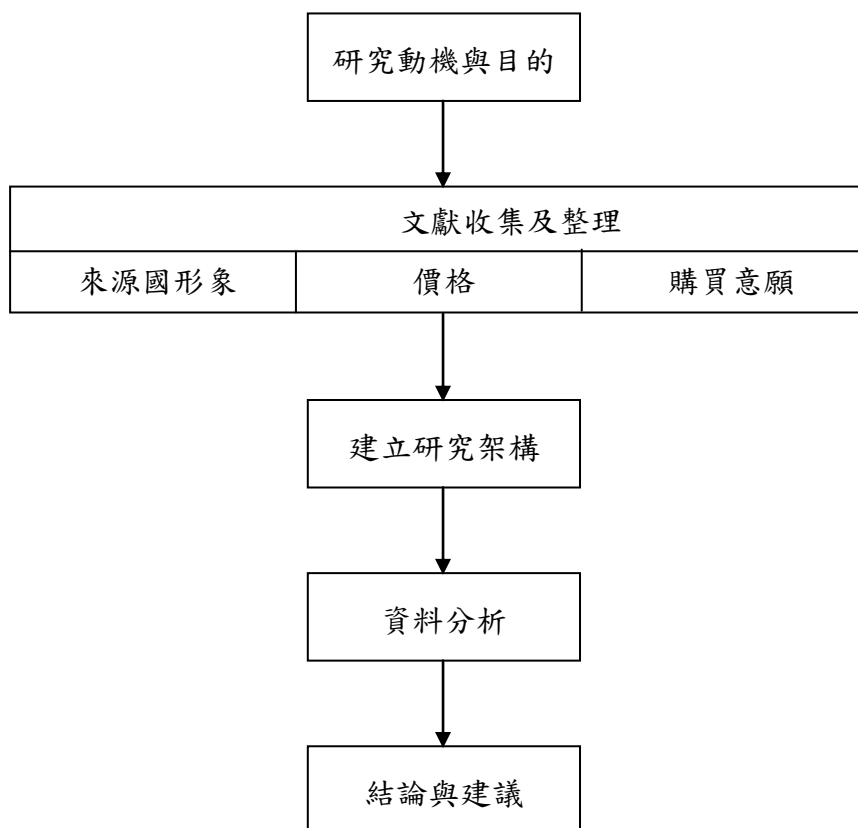 研究動機與目的
文獻收集及整理
來源國形象 價格 購買意願
建立研究架構
資料分析
結論與建議